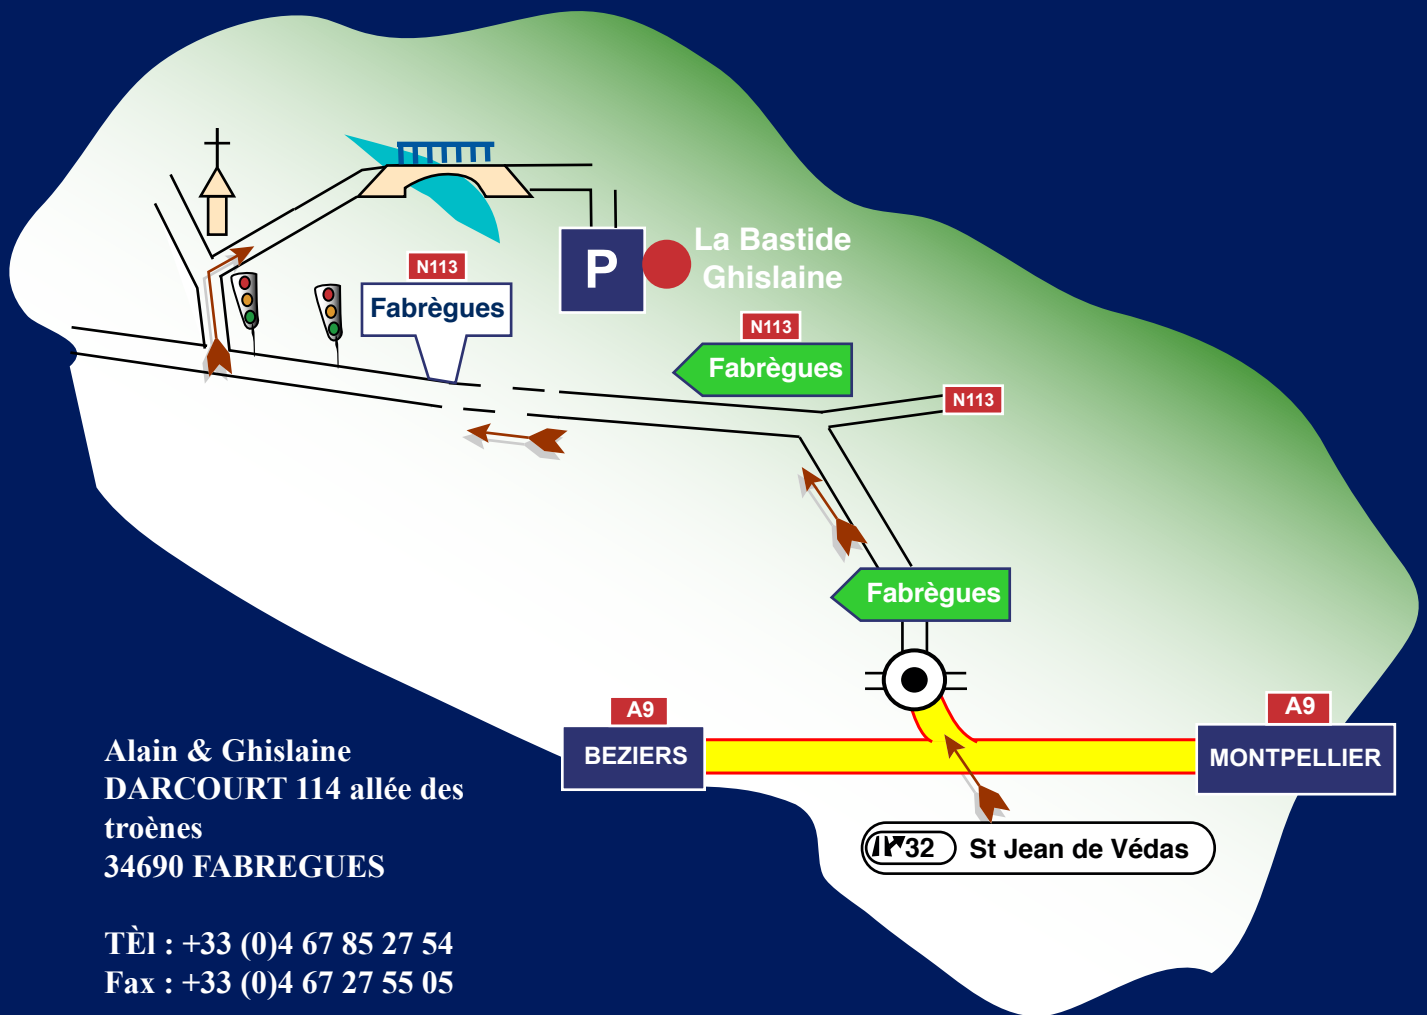 La Bastide
Ghislaine
P
N113
Fabrègues
N113
Fabrègues
N113
Fabrègues
A9
BEZIERS
A9
MONTPELLIER
32 St Jean de Védas
Alain & Ghislaine
DARCOURT 114 allée des
troènes
34690 FABREGUES
TÈl : +33 (0)4 67 85 27 54
Fax : +33 (0)4 67 27 55 05